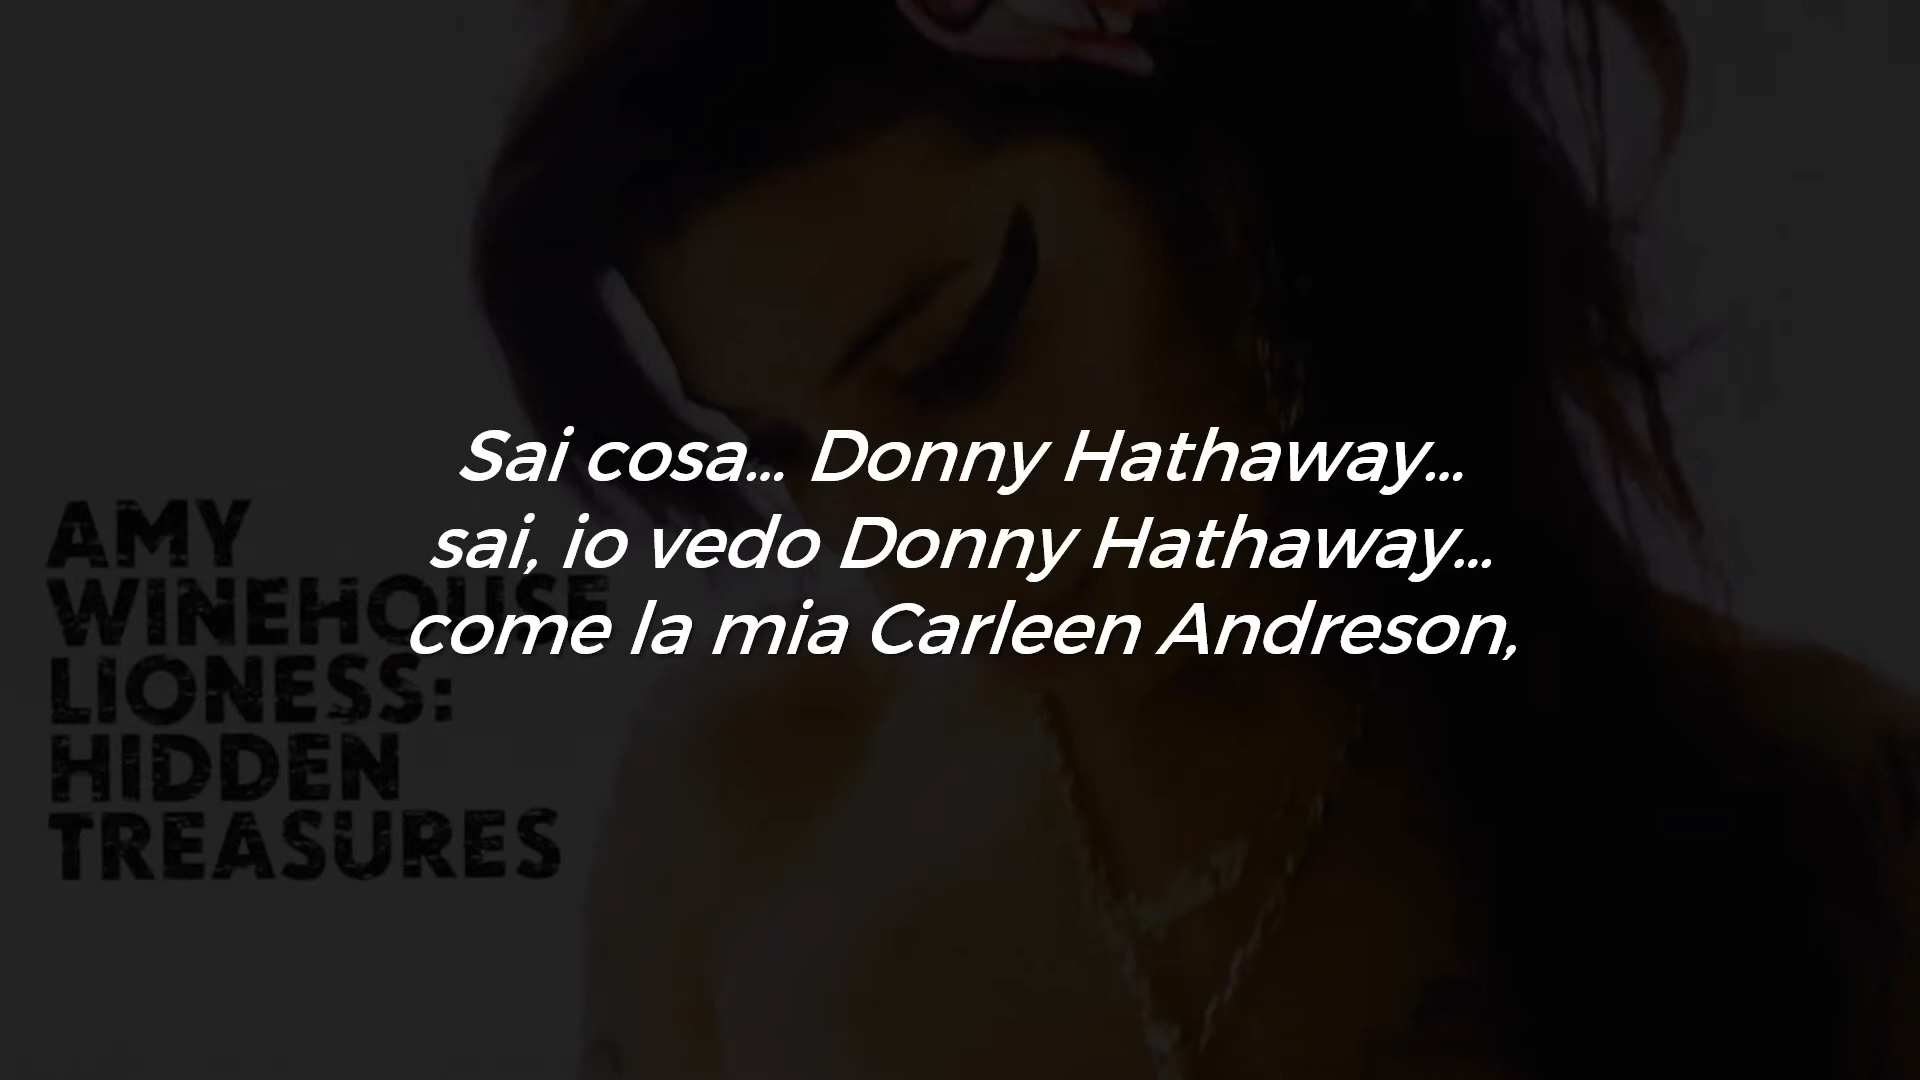 Sai cosa... Donny Hathaway...
sai, io vedo Donny Hathaway...
come la mia Carleen Andreson,
AMY
WINEHOUSE
LIONESS:
HIDDEN
TREASURES